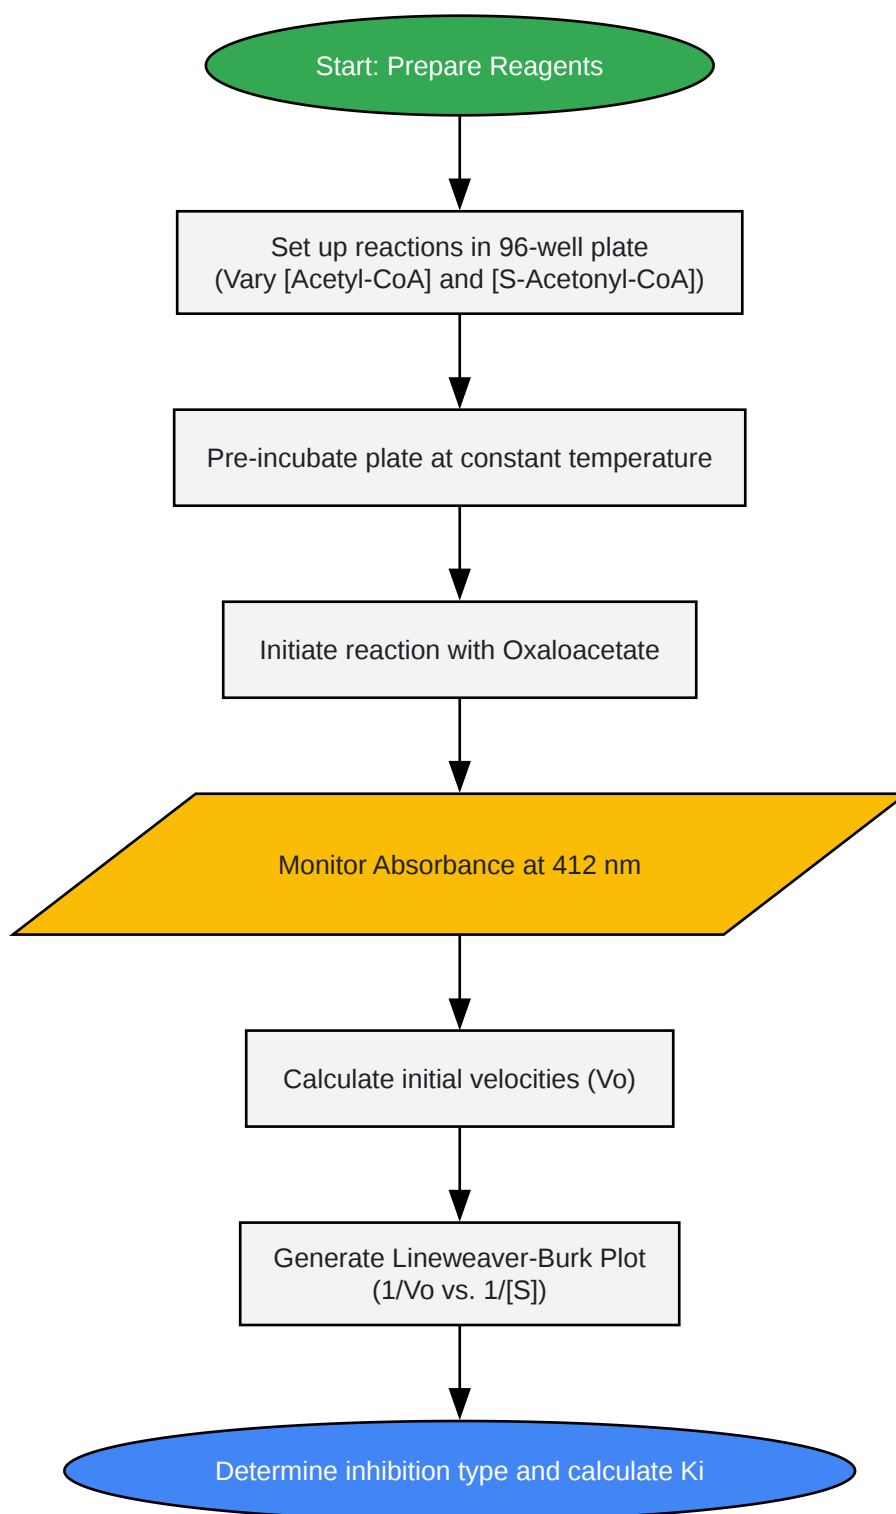 Start: Prepare Reagents
Set up reactions in 96-well plate
(Vary [Acetyl-CoA] and [S-Acetonyl-CoA])
Pre-incubate plate at constant temperature
Initiate reaction with Oxaloacetate
Monitor Absorbance at 412 nm
Calculate initial velocities (Vo)
Generate Lineweaver-Burk Plot
(1/Vo vs. 1/[S])
Determine inhibition type and calculate Ki